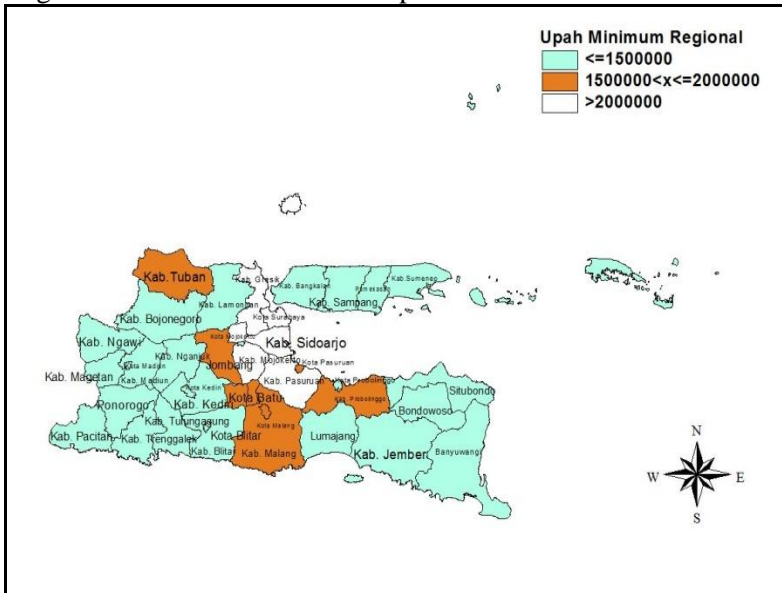 Upah Minimum Regional
<=1500000
1500000<x<=2000000
>2000000
Kab. Tuban
Kab. Gresik
Kab. Bangkalan
Kab. Sumenep
Pamekasan
Kab. Sampang
Kab. Lamongan
Kab. Bojonegoro
Kota Surabaya
Kab. Ngawi
Kota Mojokerto
Kab. Sidoarjo
Kab. Nganjuk
Jombang
Kab. Mojokerto
Kota Pasuruan
Kota Madiun
Kab. Magetan
Kab. Madiun
Kab. Pasuruan
Kota Probolinggo
Kota Kediri
Kab. Probolinggo
Situbondo
Ponorogo
Kab. Kediri
Kota Batu
Bondowoso
Kab. Tulungagung
Kota Malang
Kab. Pacitan
Kab. Trenggalek
Kota Blitar
Lumajang
Kab. Blitar
Kab. Malang
Kab. Jember
Banyuwangi
N
W
E
S